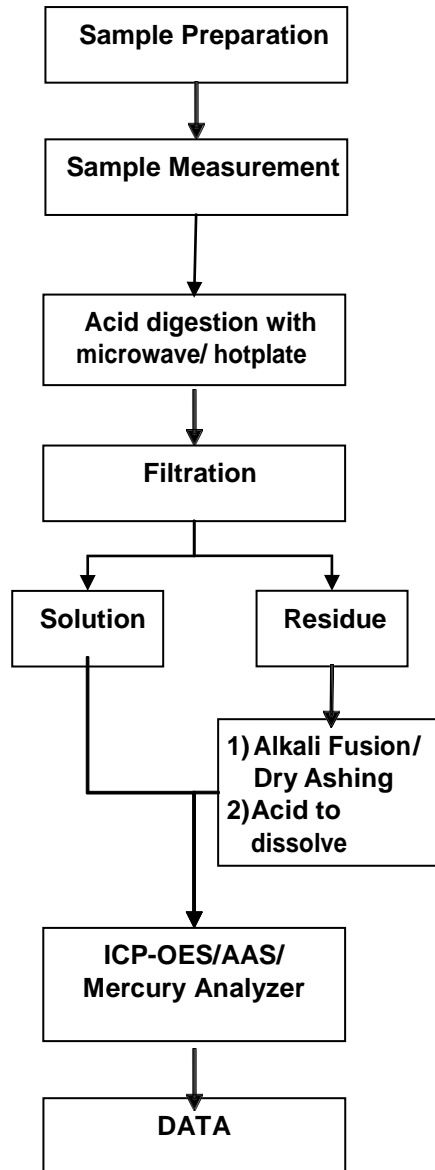 Sample Preparation
Sample Measurement
Acid digestion with
microwave/ hotplate
Filtration
Solution
Residue
1) Alkali Fusion/
Dry Ashing
2) Acid to
dissolve
ICP-OES/AAS/
Mercury Analyzer
DATA